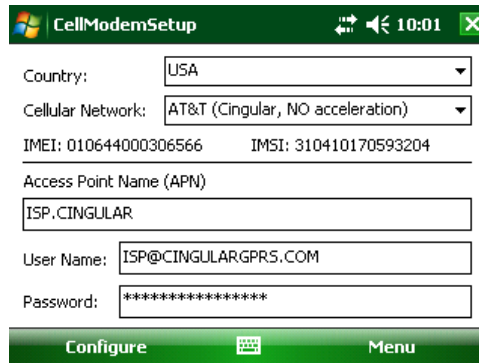 CellModemSetup 10:01
Country: USA
Cellular Network: AT&T (Cingular, NO acceleration)
IMEI: 010644000306566 IMSI: 310410170593204
Access Point Name (APN)
ISP.CINGULAR
User Name: ISP@CINGULARGPRS.COM
Password: ****************
Configure Menu